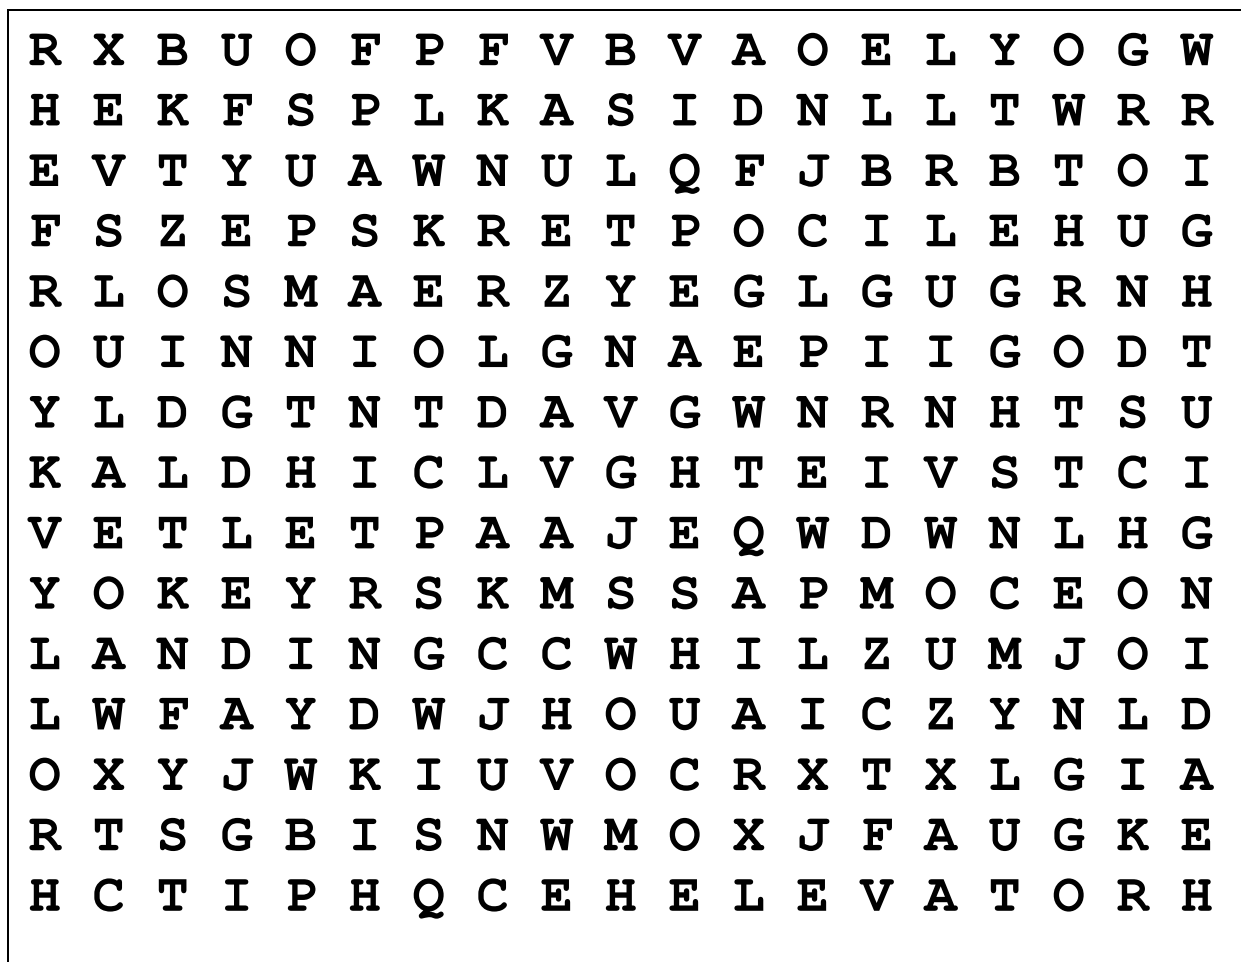 R X B U O F P F V B V A O E L Y O G W
H E K F S P L K A S I D N L L T W R R
E V T Y U A W N U L Q F J B R B T O I
F S Z E P S K R E T P O C I L E H U G
R L O S M A E R Z Y E G L G U G R N H
O U I N N I O L G N A E P I I G O D T
Y L D G T N T D A V G W N R N H T S U
K A L D H I C L V G H T E I V S T C I
V E T L E T P A A J E Q W D W N L H G
Y O K E Y R S K M S S A P M O C E O N
L A N D I N G C C W H I L Z U M J O I
L W F A Y D W J H O U A I C Z Y N L D
O X Y J W K I U V O C R X T X L G I A
R T S G B I S N W M O X J F A U G K E
H C T I P H Q C E H E L E V A T O R H